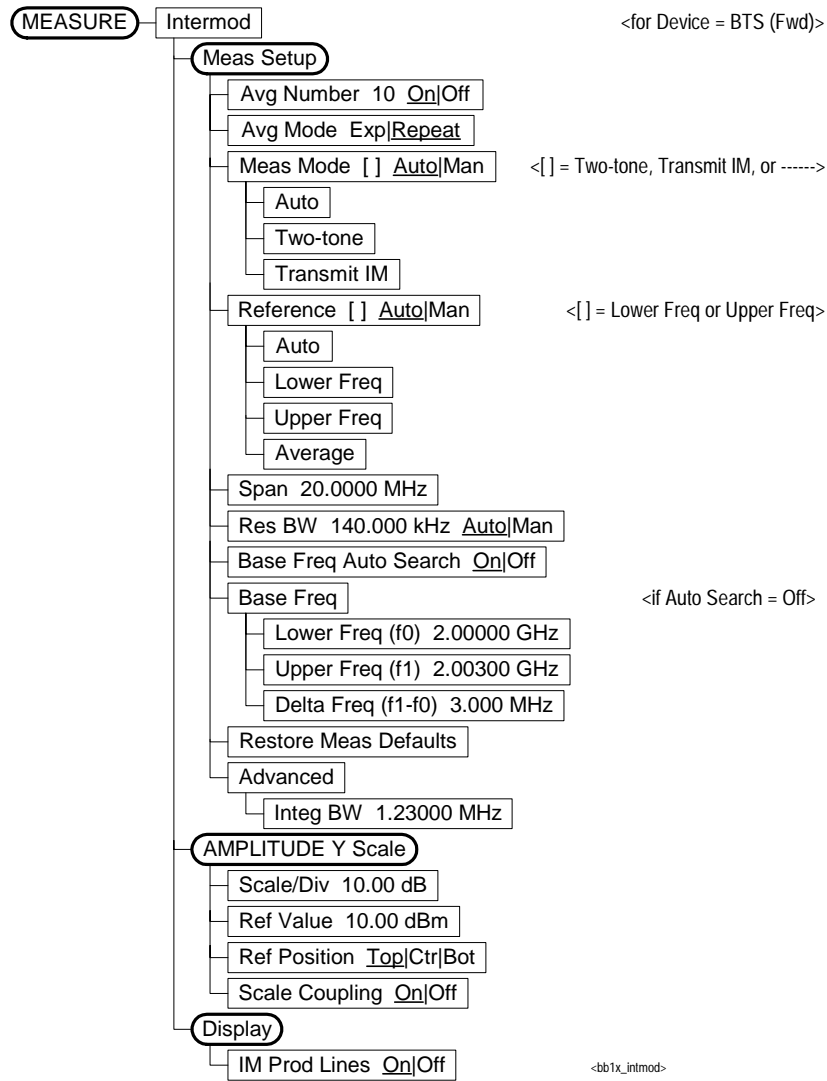 MEASURE Intermod <for Device = BTS (Fwd)>
Meas Setup
Avg Number 10 On|Off
Avg Mode Exp|Repeat
Meas Mode [ ] Auto|Man <[ ] = Two-tone, Transmit IM, or ------>
Auto
Two-tone
Transmit IM
Reference [ ] Auto|Man <[ ] = Lower Freq or Upper Freq>
Auto
Lower Freq
Upper Freq
Average
Span 20.0000 MHz
Res BW 140.000 kHz Auto|Man
Base Freq Auto Search On|Off
Base Freq <if Auto Search = Off>
Lower Freq (f0) 2.00000 GHz
Upper Freq (f1) 2.00300 GHz
Delta Freq (f1-f0) 3.000 MHz
Restore Meas Defaults
Advanced
Integ BW 1.23000 MHz
AMPLITUDE Y Scale
Scale/Div 10.00 dB
Ref Value 10.00 dBm
Ref Position Top|Ctr|Bot
Scale Coupling On|Off
Display
IM Prod Lines On|Off <bb1x_intmod>